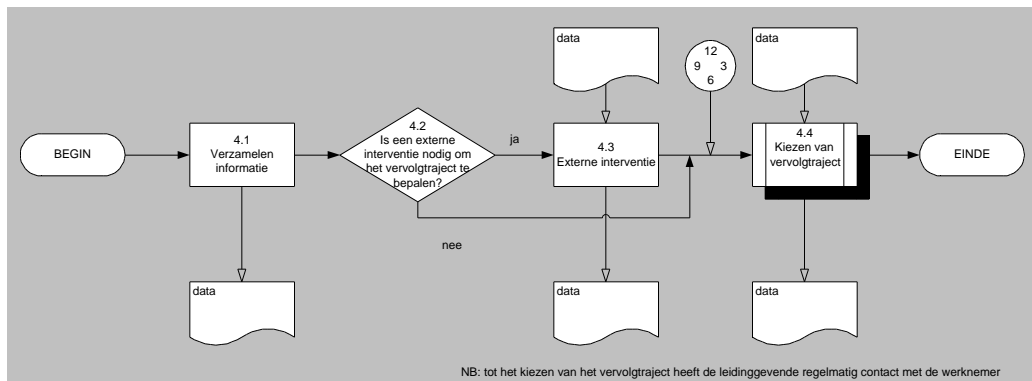 data
12
9 3
6
data
BEGIN
4.1
Verzamelen
informatie
4.2
Is een externe
interventie nodig om
het vervolgtraject te
bepalen?
ja
4.3
Externe interventie
4.4
Kiezen van
vervolgtraject
EINDE
nee
data
data
data
NB: tot het kiezen van het vervolgtraject heeft de leidinggevende regelmatig contact met de werknemer